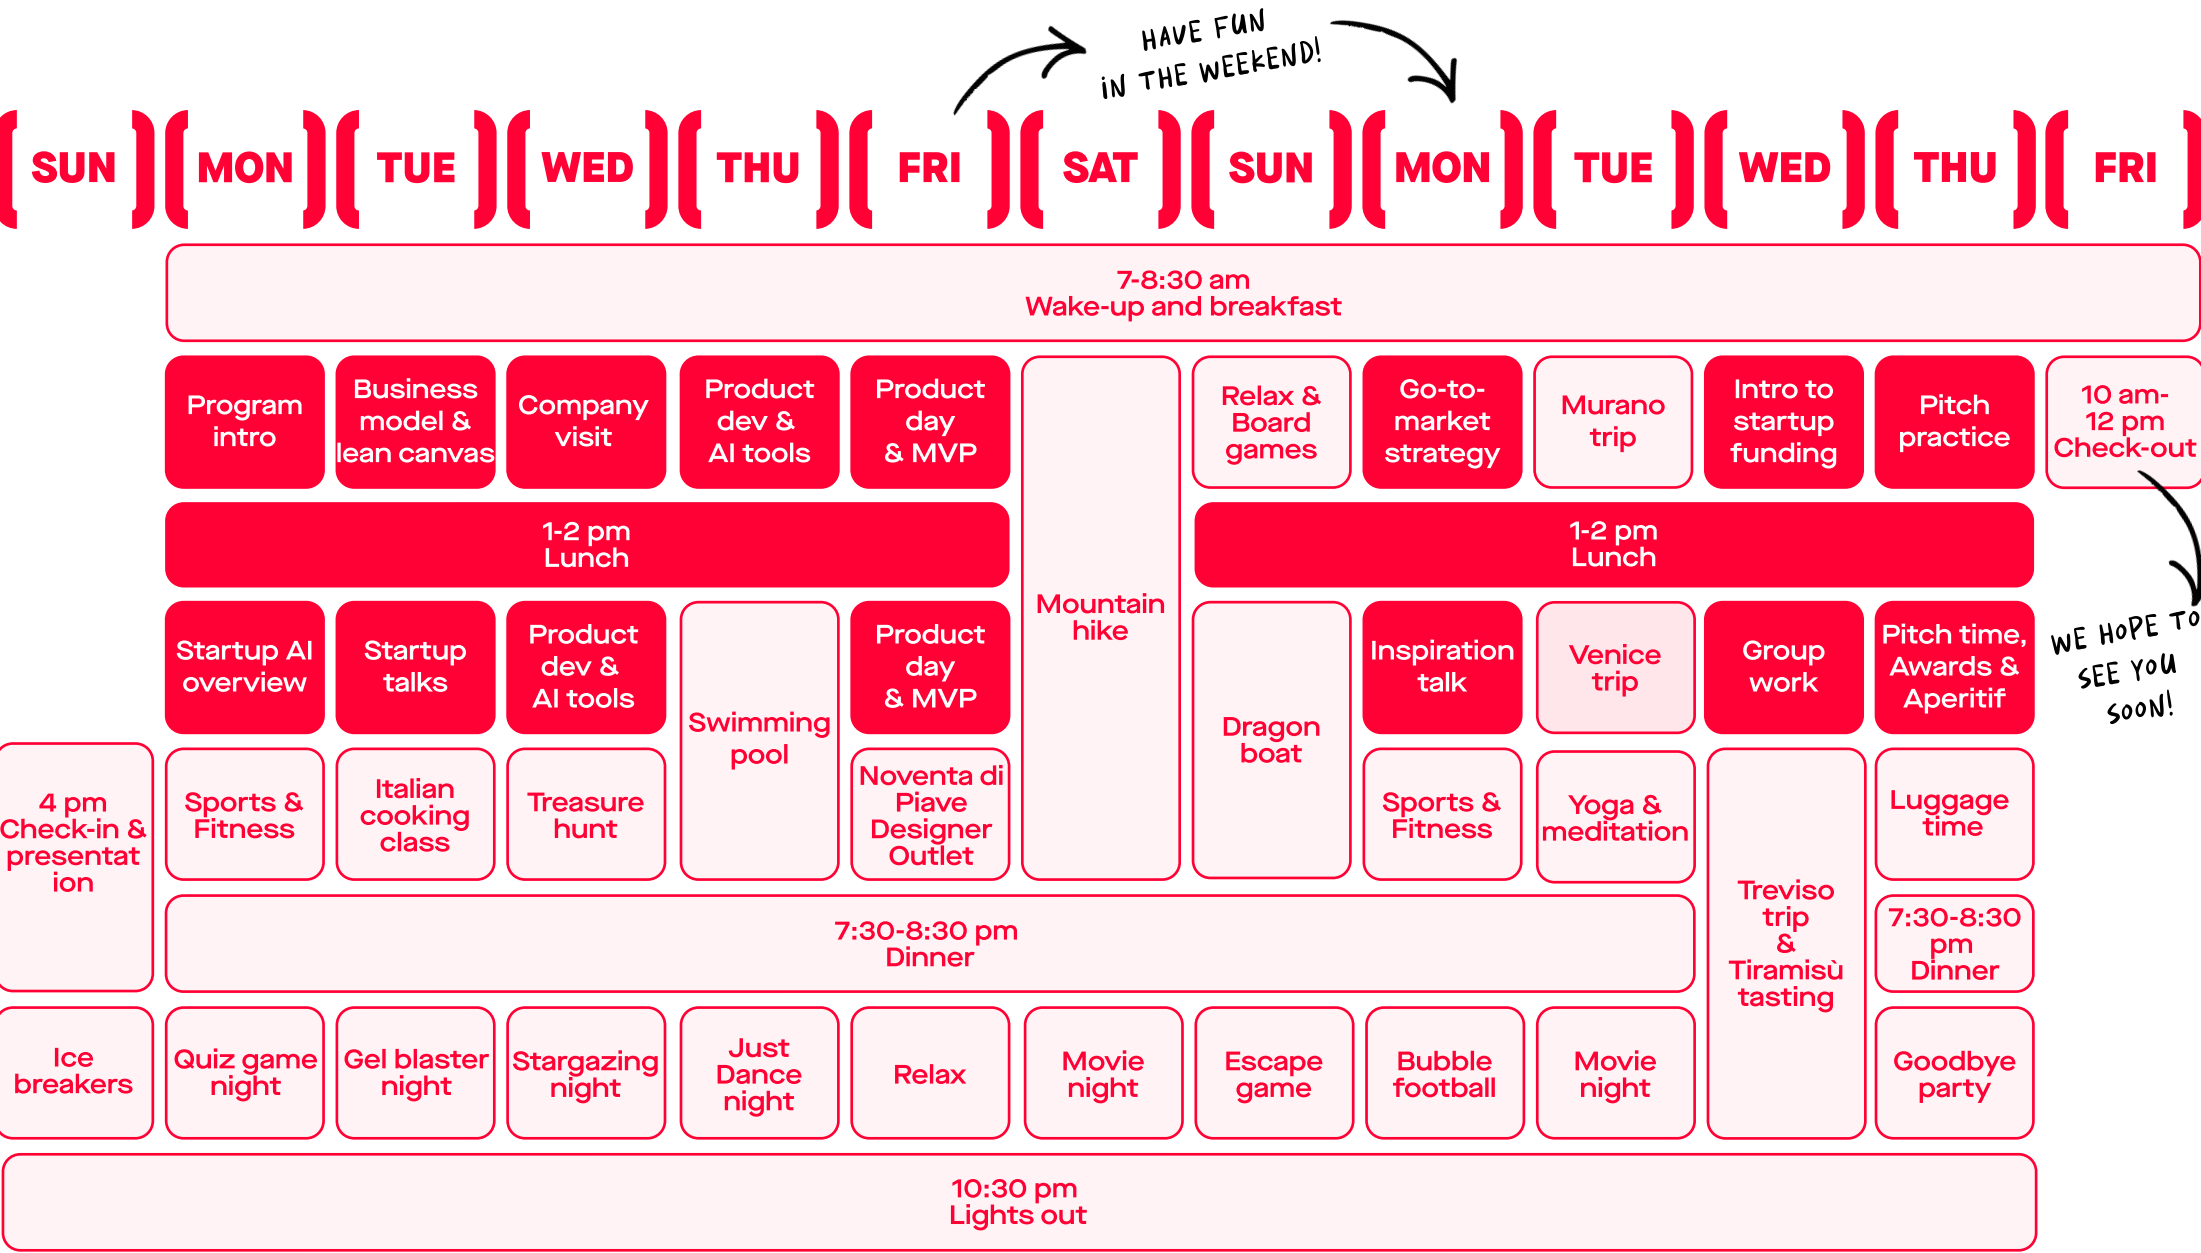 HAVE FUN
IN THE WEEKEND!
SUN
MON
TUE
WED
THU
FRI
SAT
SUN
MON
TUE
WED
THU
FRI
7-8:30 am
Wake-up and breakfast
Program
intro
Business
model &
lean canvas
Company
visit
Product
dev &
AI tools
Product
day
& MVP
Mountain
hike
Relax &
Board
games
Go-to-
market
strategy
Murano
trip
Intro to
startup
funding
Pitch
practice
10 am-
12 pm
Check-out
1-2 pm
Lunch
1-2 pm
Lunch
Startup AI
overview
Startup
talks
Product
dev &
AI tools
Swimming
pool
Product
day
& MVP
Dragon
boat
Inspiration
talk
Venice
trip
Group
work
Pitch time,
Awards &
Aperitif
WE HOPE TO
SEE YOU
SOON!
4 pm
Check-in &
presentat
ion
Sports &
Fitness
Italian
cooking
class
Treasure
hunt
Noventa di
Piave
Designer
Outlet
Sports &
Fitness
Yoga &
meditation
Treviso
trip
&
Tiramisù
tasting
Luggage
time
7:30-8:30 pm
Dinner
7:30-8:30
pm
Dinner
Ice
breakers
Quiz game
night
Gel blaster
night
Stargazing
night
Just
Dance
night
Relax
Movie
night
Escape
game
Bubble
football
Movie
night
Goodbye
party
10:30 pm
Lights out